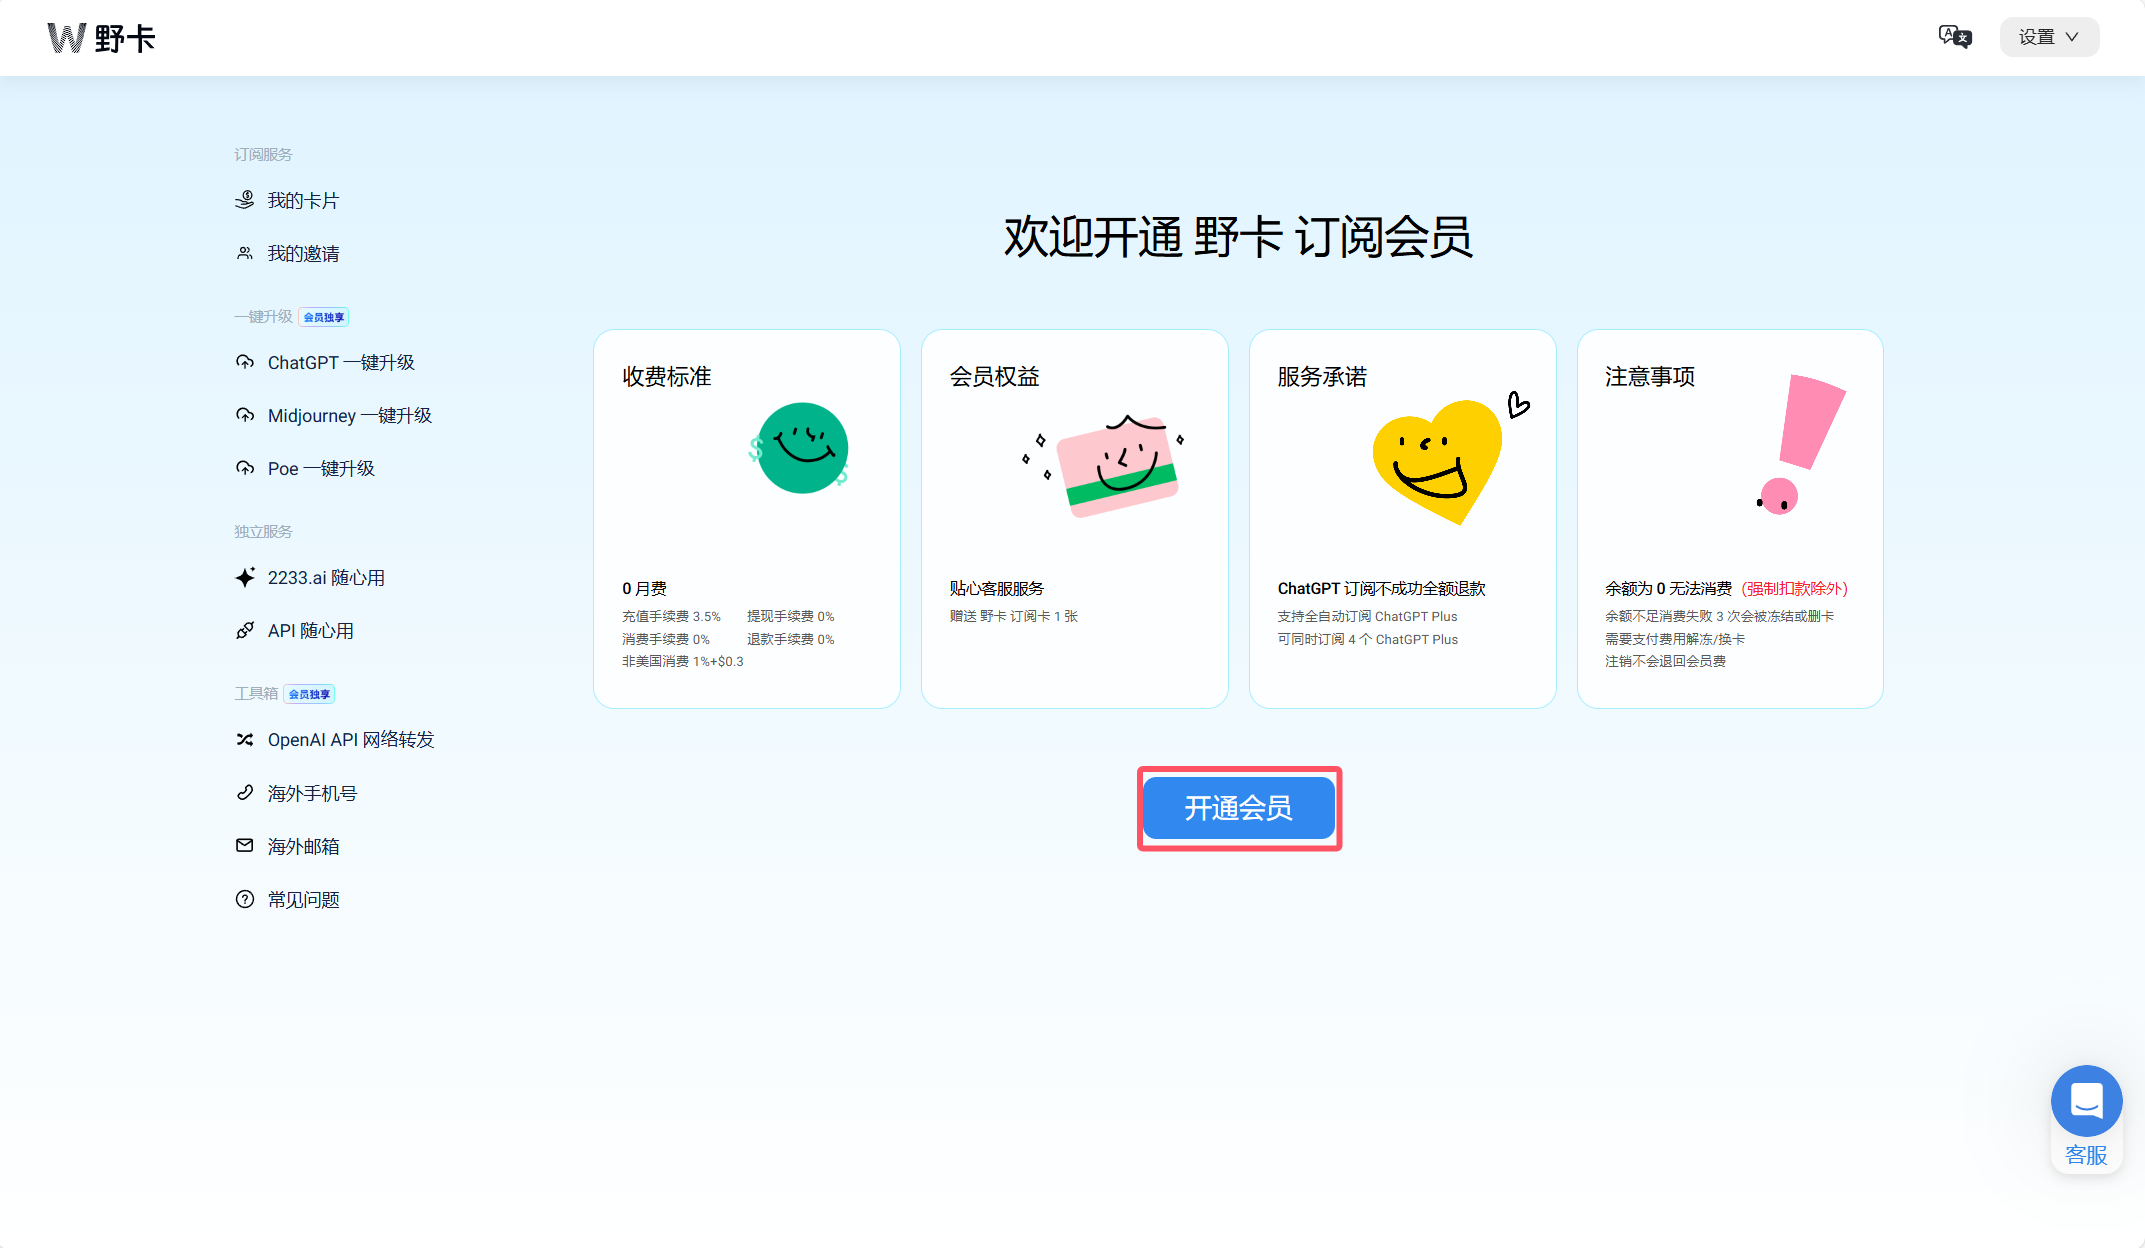 野卡
设置
订阅服务
我的卡片
我的邀请
一键升级 会员独享
ChatGPT 一键升级
Midjourney 一键升级
Poe 一键升级
独立服务
2233.ai 随心用
API 随心用
工具箱 会员独享
OpenAI API 网络转发
海外手机号
海外邮箱
常见问题
欢迎开通 野卡 订阅会员
收费标准
0 月费
充值手续费 3.5% 提现手续费 0%
消费手续费 0% 退款手续费 0%
非美国消费 1%+$0.3
会员权益
贴心客服服务
赠送 野卡 订阅卡 1 张
服务承诺
ChatGPT 订阅不成功全额退款
支持全自动订阅 ChatGPT Plus
可同时订阅 4 个 ChatGPT Plus
注意事项
余额为 0 无法消费（强制扣款除外）
余额不足消费失败 3 次会被冻结或删卡
需要支付费用解冻/换卡
注销不会退回会员费
开通会员
客服